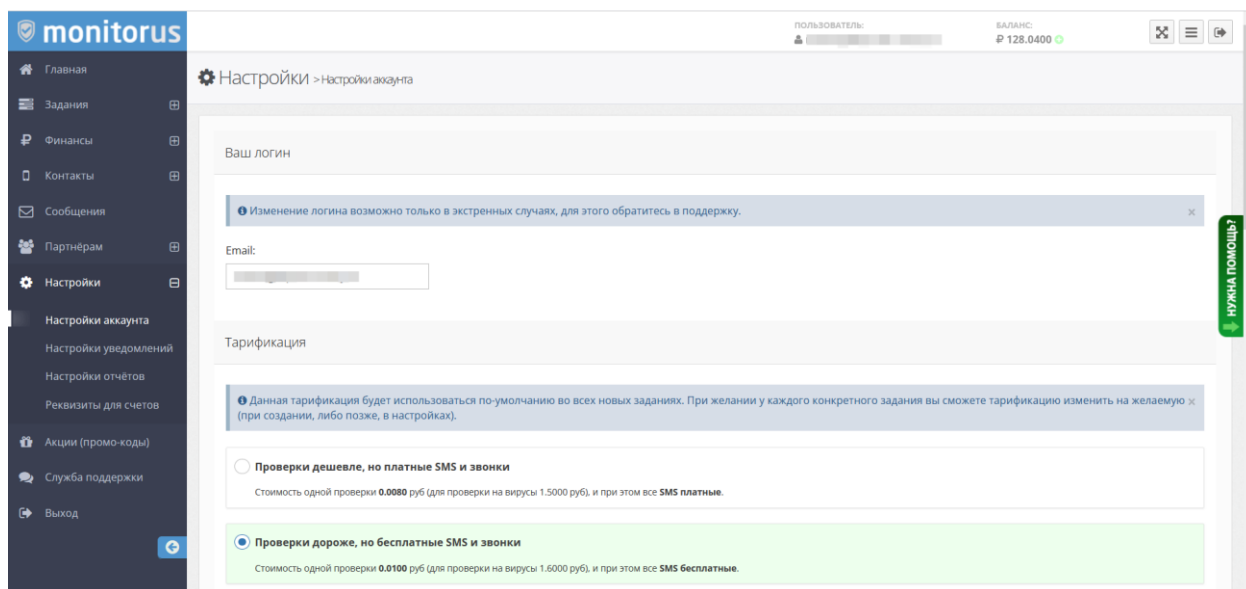 monitorus
ПОЛЬЗОВАТЕЛЬ:
БАЛАНС:
₽ 128.0400
Главная
Задания
Финансы
Контакты
Сообщения
Партнёрам
Настройки
Настройки аккаунта
Настройки уведомлений
Настройки отчётов
Реквизиты для счетов
Акции (промо-коды)
Служба поддержки
Выход
Настройки > Настройки аккаунта
Ваш логин
Изменение логина возможно только в экстренных случаях, для этого обратитесь в поддержку.
Email:
Тарификация
Данная тарификация будет использоваться по-умолчанию во всех новых заданиях. При желании у каждого конкретного задания вы сможете тарификацию изменить на желаемую
(при создании, либо позже, в настройках).
Проверки дешевле, но платные SMS и звонки
Стоимость одной проверки 0.0080 руб (для проверки на вирусы 1.5000 руб), и при этом все SMS платные.
Проверки дороже, но бесплатные SMS и звонки
Стоимость одной проверки 0.0100 руб (для проверки на вирусы 1.6000 руб), и при этом все SMS бесплатные.
НУЖНА ПОМОЩЬ?